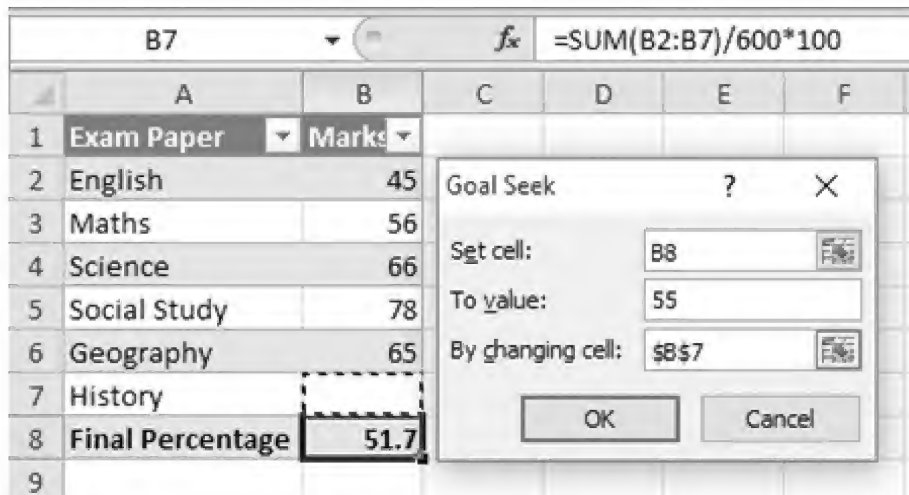 B7 fx =SUM(B2:B7)/600*100
A B C D E F
1 Exam Paper Marks
2 English 45
3 Maths 56
4 Science 66
5 Social Study 78
6 Geography 65
7 History
8 Final Percentage 51.7
9
Goal Seek ? X
Set cell: B8
To value: 55
By changing cell: $B$7
OK Cancel